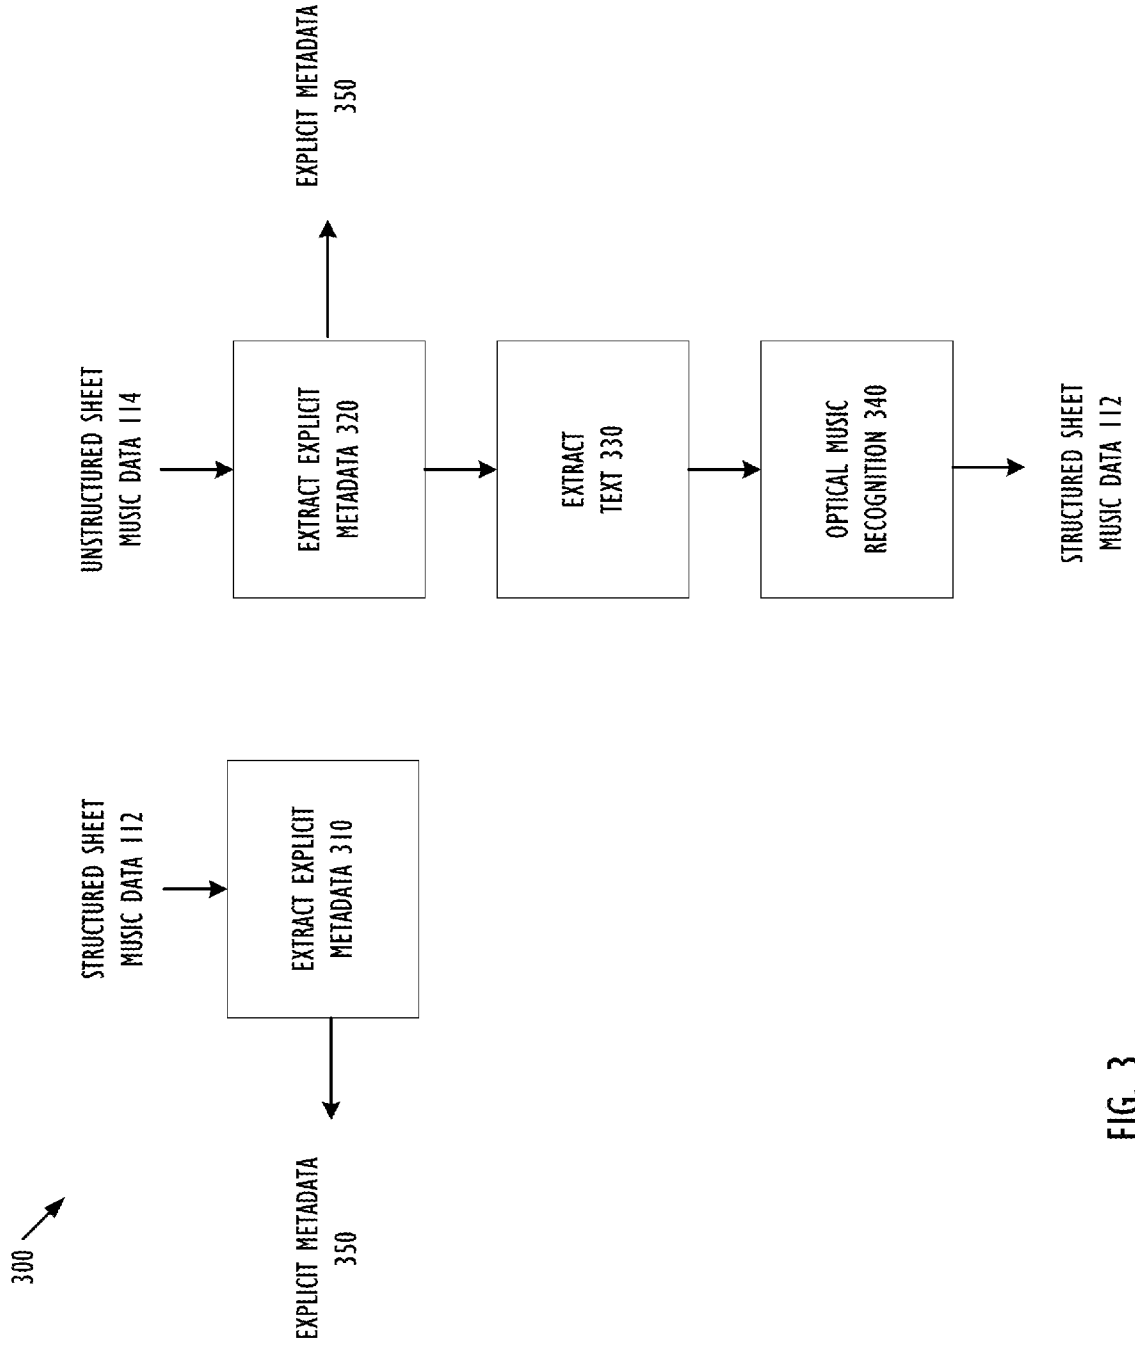 300
STRUCTURED SHEET
MUSIC DATA 112
EXTRACT EXPLICIT
METADATA 310
EXPLICIT METADATA
350
UNSTRUCTURED SHEET
MUSIC DATA 114
EXTRACT EXPLICIT
METADATA 320
EXPLICIT METADATA
350
EXTRACT
TEXT 330
OPTICAL MUSIC
RECOGNITION 340
STRUCTURED SHEET
MUSIC DATA 112
FIG. 3